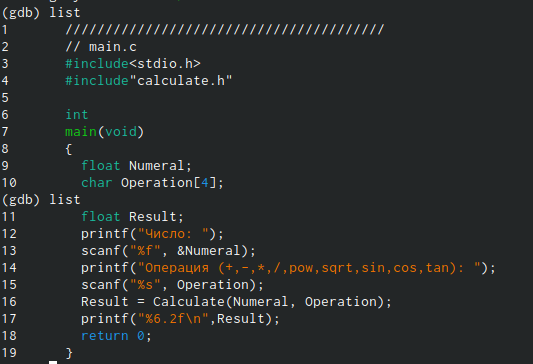 (gdb) list
1 ////////////////////////////////////////
2 // main.c
3 #include<stdio.h>
4 #include"calculate.h"
5
6 int
7 main(void)
8 {
9 float Numeral;
10 char Operation[4];
(gdb) list
11 float Result;
12 printf("Число: ");
13 scanf("%f", &Numeral);
14 printf("Операция (+,-,*,/,pow,sqrt,sin,cos,tan): ");
15 scanf("%s", Operation);
16 Result = Calculate(Numeral, Operation);
17 printf("%6.2f\n",Result);
18 return 0;
19 }